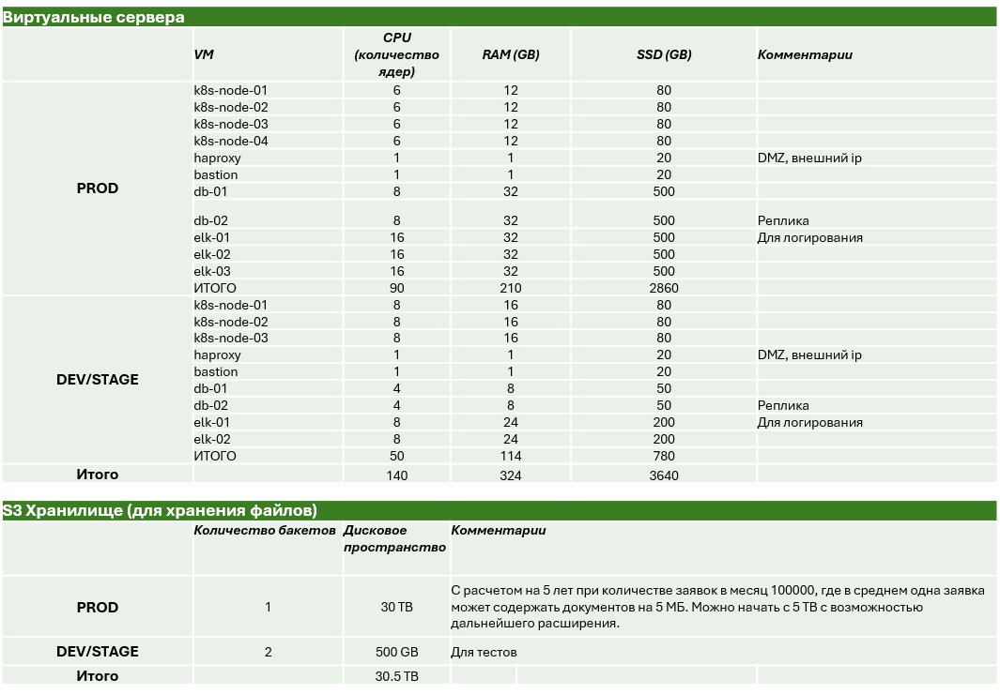 Виртуальные сервера
VM CPU (количество ядер) RAM (GB) SSD (GB) Комментарии
PROD
k8s-node-01 6 12 80
k8s-node-02 6 12 80
k8s-node-03 6 12 80
k8s-node-04 6 12 80
haproxy 1 1 20 DMZ, внешний ip
bastion 1 1 20
db-01 8 32 500
db-02 8 32 500 Реплика
elk-01 16 32 500 Для логирования
elk-02 16 32 500
elk-03 16 32 500
ИТОГО 90 210 2860
DEV/STAGE
k8s-node-01 8 16 80
k8s-node-02 8 16 80
k8s-node-03 8 16 80
haproxy 1 1 20 DMZ, внешний ip
bastion 1 1 20
db-01 4 8 50
db-02 4 8 50 Реплика
elk-01 8 24 200 Для логирования
elk-02 8 24 200
ИТОГО 50 114 780
Итого 140 324 3640
S3 Хранилище (для хранения файлов)
Количество бакетов Дисковое пространство Комментарии
PROD 1 30 TB С расчетом на 5 лет при количестве заявок в месяц 100000, где в среднем одна заявка
может содержать документов на 5 МБ. Можно начать с 5 ТВ с возможностью
дальнейшего расширения.
DEV/STAGE 2 500 GB Для тестов
Итого 30.5 TB